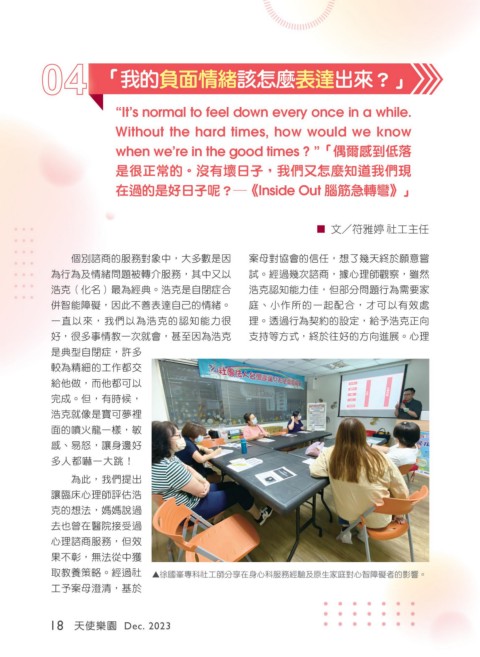 04「我的負面情緒該怎麼表達出來？」
“It’s normal to feel down every once in a while.
Without the hard times, how would we know
when we’re in the good times ? ”「偶爾感到低落
是很正常的。沒有壞日子，我們又怎麼知道我們現
在過的是好日子呢？─《Inside Out 腦筋急轉彎》」
■ 文／符雅婷 社工主任
個別諮商的服務對象中，大多數是因
為行為及情緒問題被轉介服務，其中又以
浩克（化名）最為經典。浩克是自閉症合
併智能障礙，因此不善表達自己的情緒。
一直以來，我們以為浩克的認知能力很
好，很多事情教一次就會，甚至因為浩克
是典型自閉症，許多
較為精細的工作都交
給他做，而他都可以
完成。但，有時候，
浩克就像是寶可夢裡
面的噴火龍一樣，敏
感、易怒，讓身邊好
多人都嚇一大跳！
為此，我們提出
讓臨床心理師評估浩
克的想法，媽媽說過
去也曾在醫院接受過
心理諮商服務，但效
果不彰，無法從中獲
取教養策略。經過社
工予案母澄清，基於
案母對協會的信任，想了幾天終於願意嘗
試。經過幾次諮商，據心理師觀察，雖然
浩克認知能力佳，但部分問題行為需要家
庭、小作所的一起配合，才可以有效處
理。透過行為契約的設定，給予浩克正向
支持等方式，終於往好的方向進展。心理
▲徐國峯專科社工師分享在身心科服務經驗及原生家庭對心智障礙者的影響。
18 天使樂園 Dec. 2023